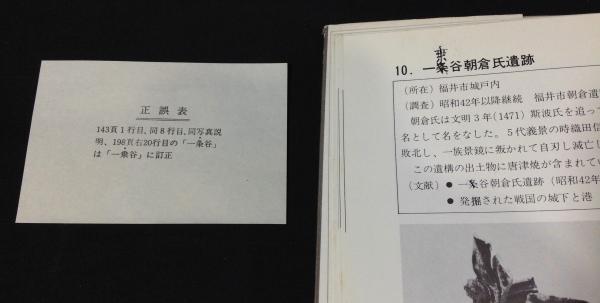 正誤表
143頁1行目、同8行目、同写真説
明、198頁右20行目の「一条谷」
は「一乗谷」に訂正
乗
10. 一条谷朝倉氏遺跡
(所在) 福井市城戸内
(調査) 昭和42年以降継続 福井市朝倉遺
朝倉氏は文明3年(1471)斯波氏を追っ
名として名をなした。5代義景の時織田信
敗北し、一族景鏡に叛かれて自刃し滅亡し
この遺構の出土物に唐津焼が含まれてい
(文献) ● 一乗谷朝倉氏遺跡 (昭和42年
● 発掘された戦国の城下と港